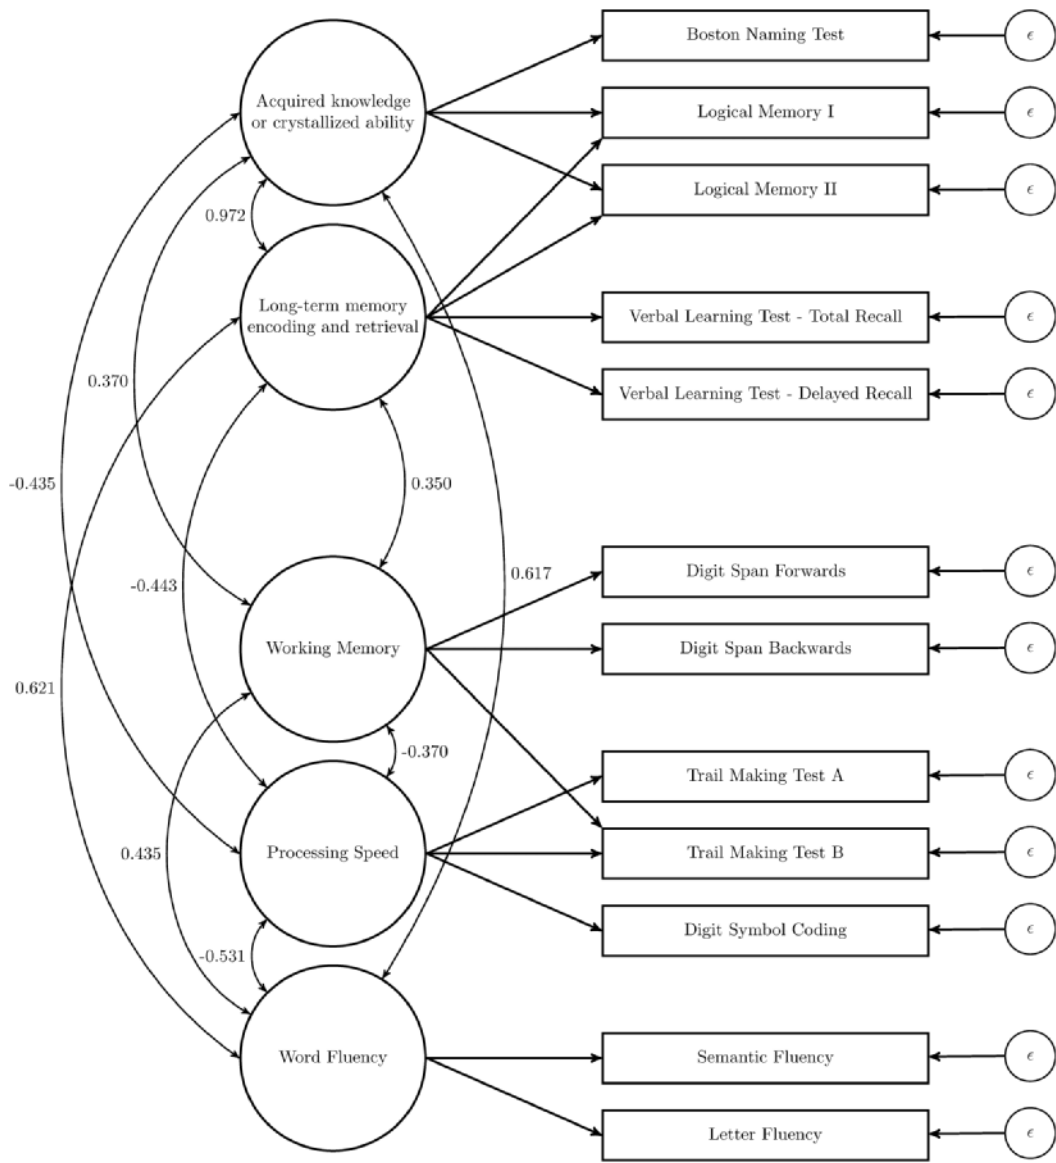 Boston Naming Test
ϵ
Acquired knowledge
or crystallized ability
Logical Memory I
ϵ
Logical Memory II
ϵ
0.972
Long-term memory
encoding and retrieval
Verbal Learning Test - Total Recall
ϵ
0.370
Verbal Learning Test - Delayed Recall
ϵ
-0.435
0.350
Digit Span Forwards
ϵ
-0.443
0.617
Working Memory
Digit Span Backwards
ϵ
0.621
-0.370
Trail Making Test A
ϵ
0.435
Processing Speed
Trail Making Test B
ϵ
Digit Symbol Coding
ϵ
-0.531
Word Fluency
Semantic Fluency
ϵ
Letter Fluency
ϵ